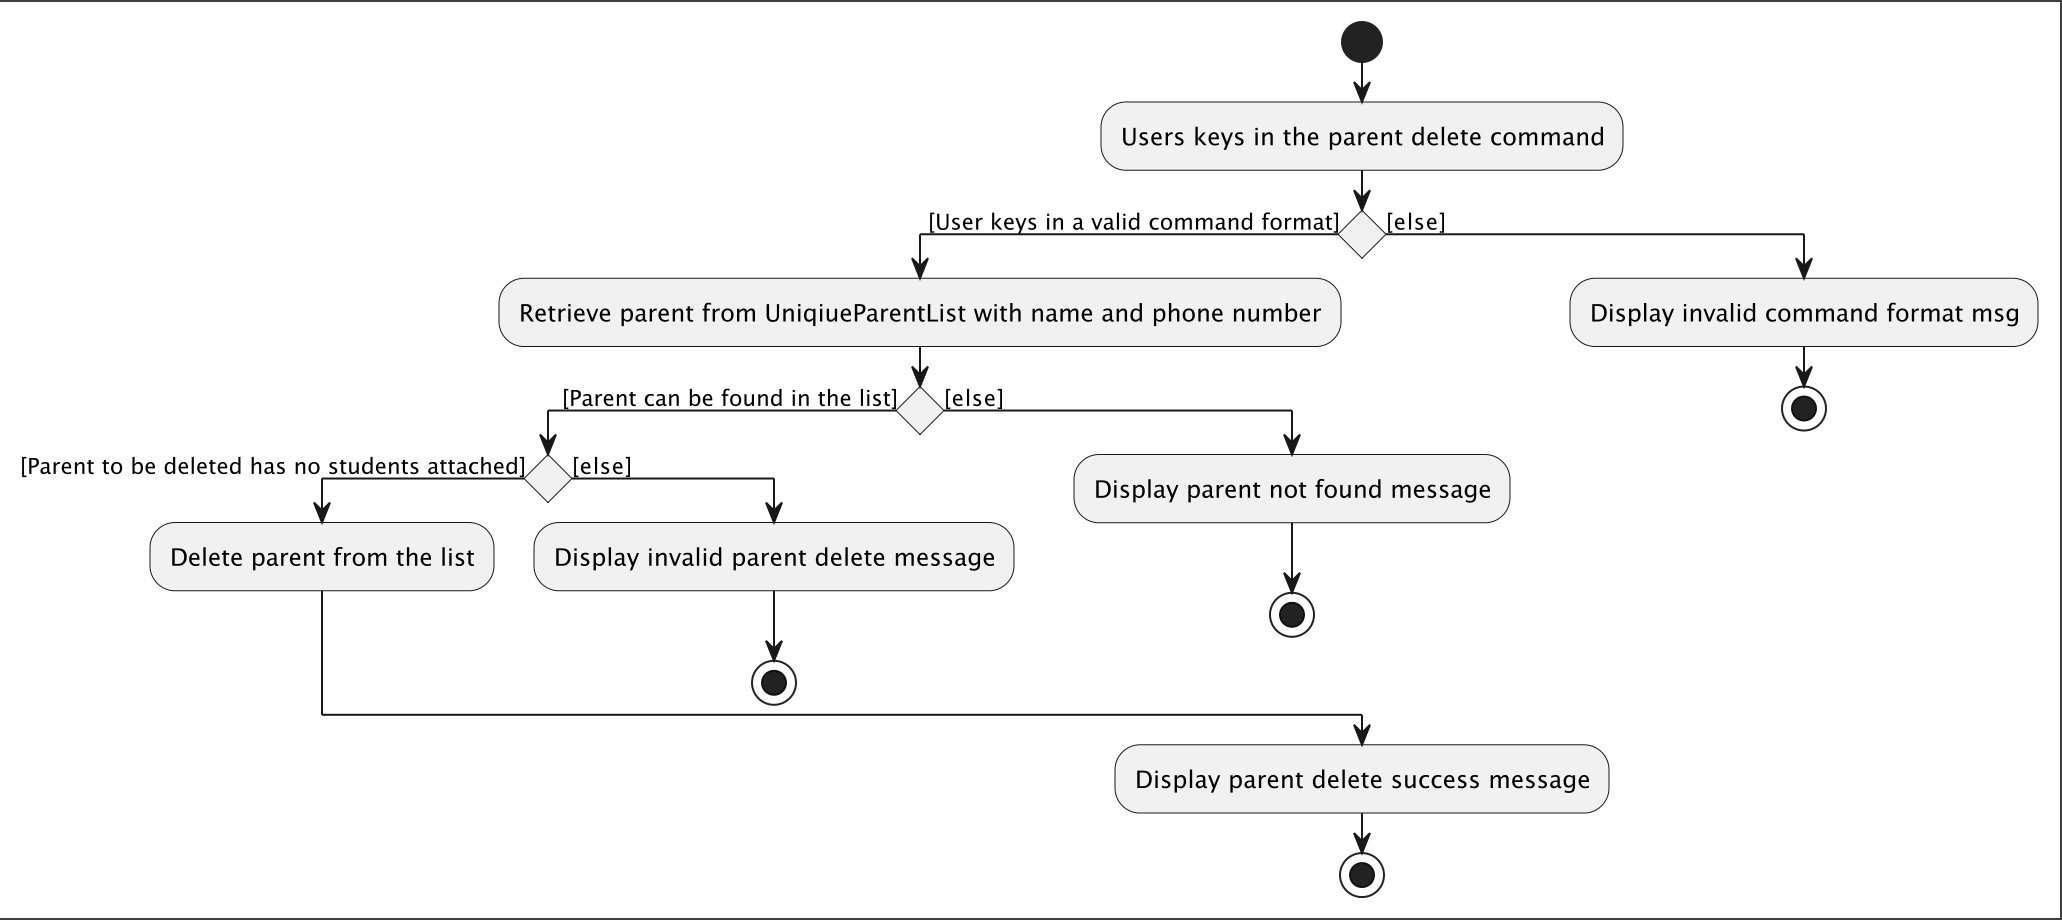 Users keys in the parent delete command
[User keys in a valid command format]
[else]
Retrieve parent from UniqiueParentList with name and phone number
Display invalid command format msg
[Parent can be found in the list]
[else]
[Parent to be deleted has no students attached]
[else]
Display parent not found message
Delete parent from the list
Display invalid parent delete message
Display parent delete success message